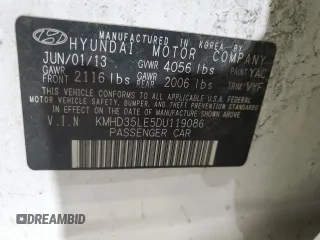 MANUFACTURED IN KOREA BY
HYUNDAI MOTOR COMPANY
JUN/01/13 GVWR 4056 lbs PAINT YAC
GAWR FRONT 2116 lbs GAWR REAR 2006 lbs TRIM VYF
THIS VEHICLE CONFORMS TO ALL APPLICABLE U.S. FEDERAL
MOTOR VEHICLE SAFETY, BUMPER, AND THEFT
PREVENTION STANDARDS IN EFFECT ON THE DATE OF
MANUFACTURE SHOWN ABOVE.
V.I.N KMHD35LE5DU119086
PASSENGER CAR
DREAMBID